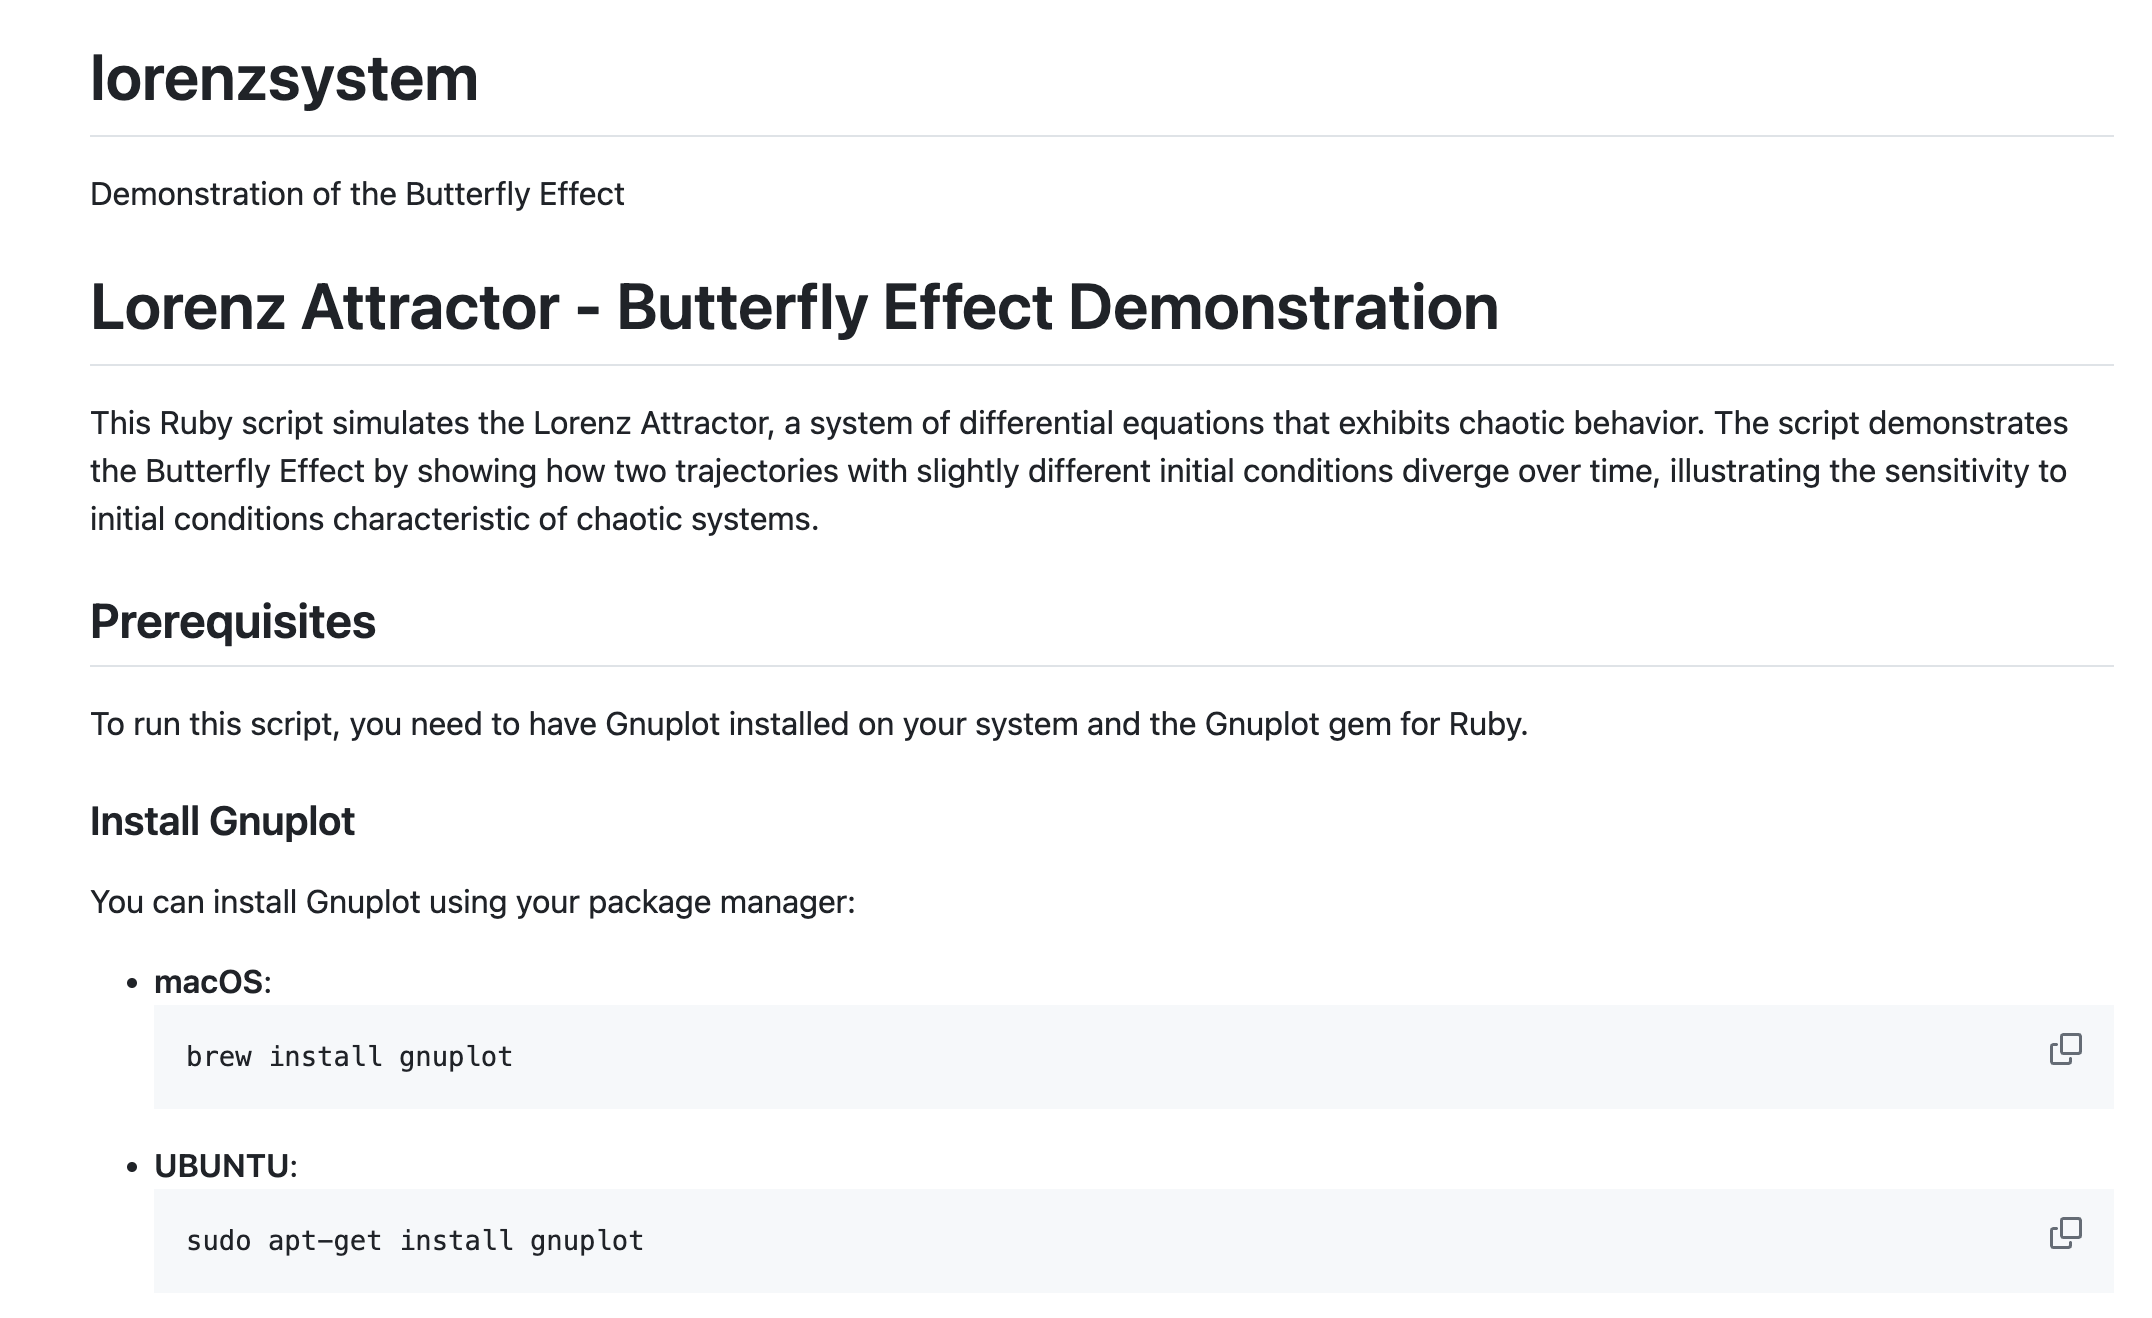 lorenzsystem
Demonstration of the Butterfly Effect
Lorenz Attractor - Butterfly Effect Demonstration
This Ruby script simulates the Lorenz Attractor, a system of differential equations that exhibits chaotic behavior. The script demonstrates
the Butterfly Effect by showing how two trajectories with slightly different initial conditions diverge over time, illustrating the sensitivity to
initial conditions characteristic of chaotic systems.
Prerequisites
To run this script, you need to have Gnuplot installed on your system and the Gnuplot gem for Ruby.
Install Gnuplot
You can install Gnuplot using your package manager:
• macOS:
brew install gnuplot
• UBUNTU:
sudo apt-get install gnuplot